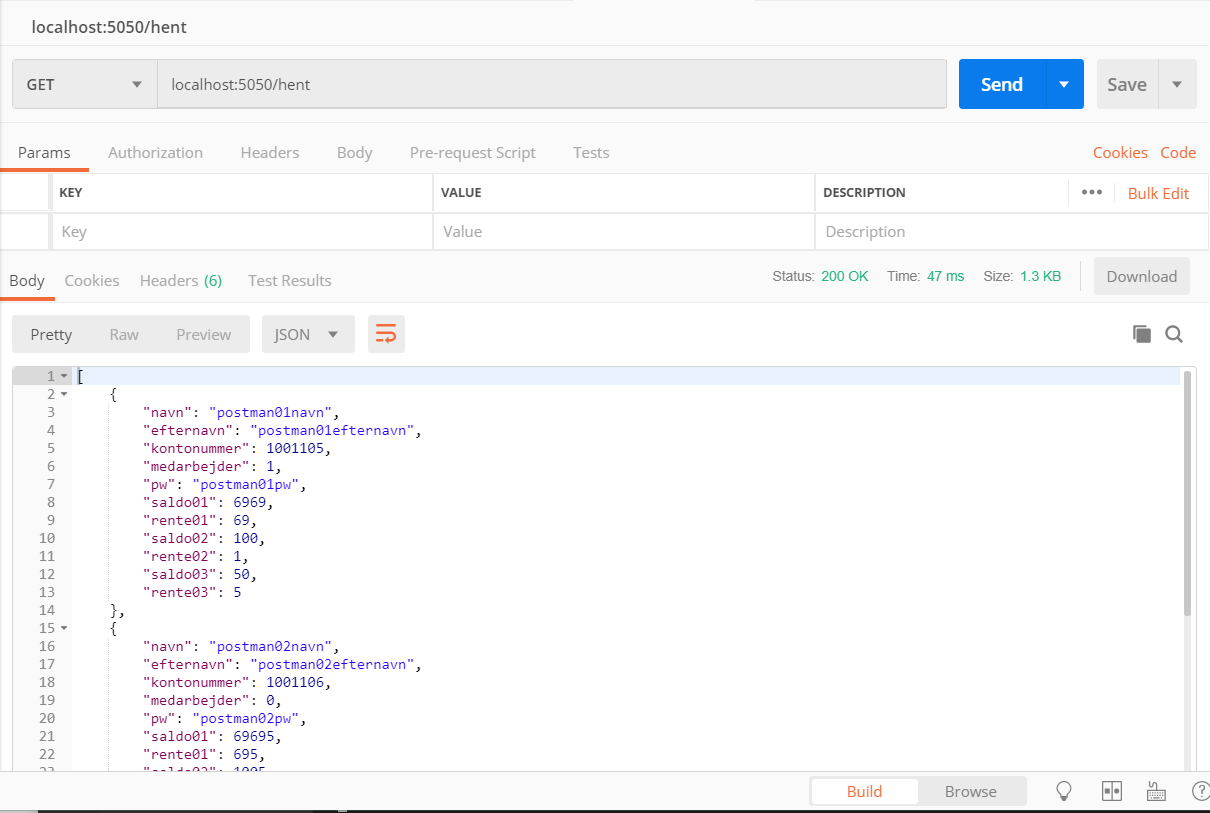 localhost:5050/hent
GET localhost:5050/hent Send Save
Params Authorization Headers Body Pre-request Script Tests Cookies Code
KEY VALUE DESCRIPTION ••• Bulk Edit
Key Value Description
Body Cookies Headers (6) Test Results Status: 200 OK Time: 47 ms Size: 1.3 KB Download
Pretty Raw Preview JSON
1 [
2 {
3 "navn": "postman01navn",
4 "efternavn": "postman01efternavn",
5 "kontonummer": 1001105,
6 "medarbejder": 1,
7 "pw": "postman01pw",
8 "saldo01": 6969,
9 "rente01": 69,
10 "saldo02": 100,
11 "rente02": 1,
12 "saldo03": 50,
13 "rente03": 5
14 },
15 {
16 "navn": "postman02navn",
17 "efternavn": "postman02efternavn",
18 "kontonummer": 1001106,
19 "medarbejder": 0,
20 "pw": "postman02pw",
21 "saldo01": 69695,
22 "rente01": 695,
Build Browse ?